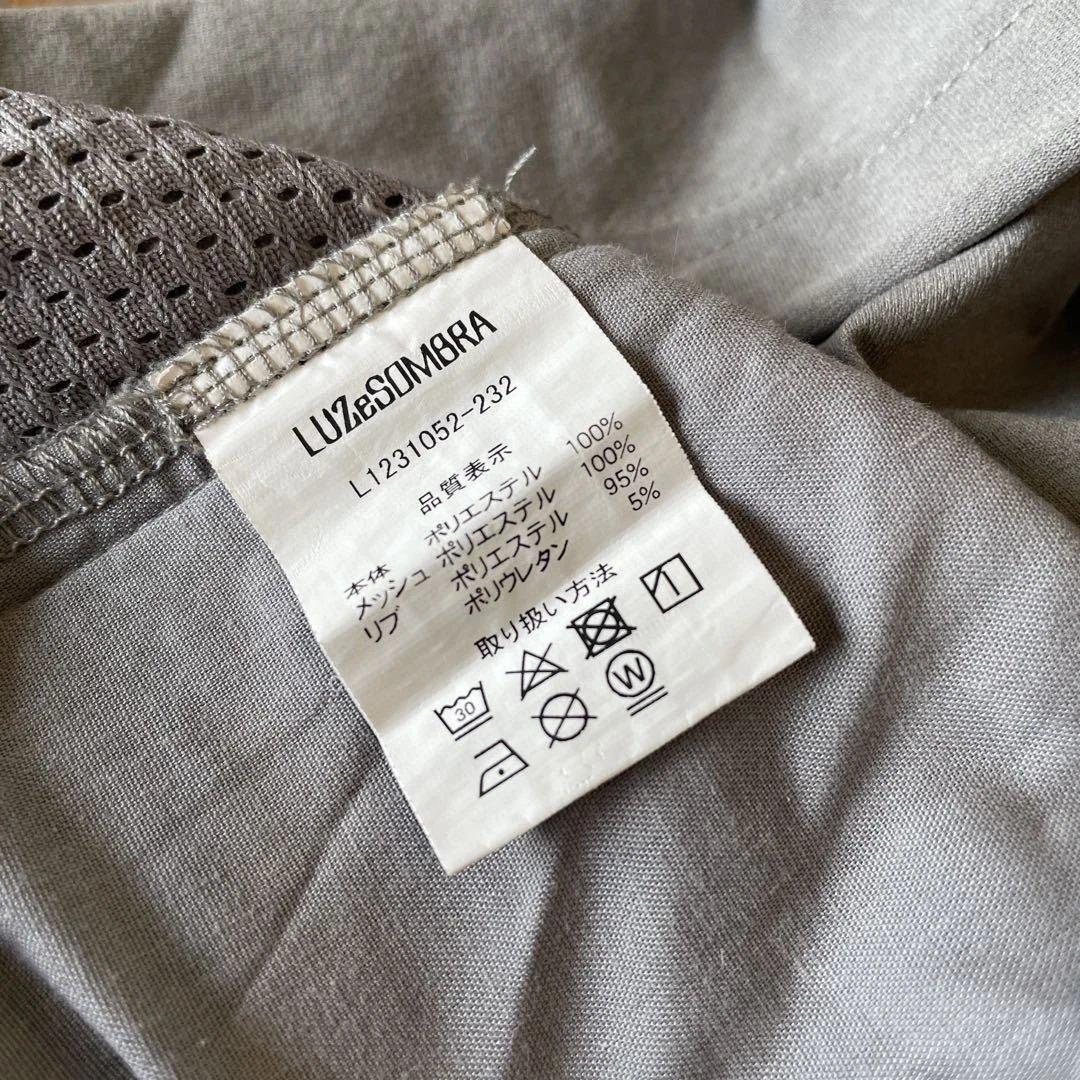 LUZeSOMBRA
L1231052-232
品質表示
本体 ポリエステル 100%
メッシュ ポリエステル 100%
リブ ポリエステル 95%
ポリウレタン 5%
取り扱い方法
30
W